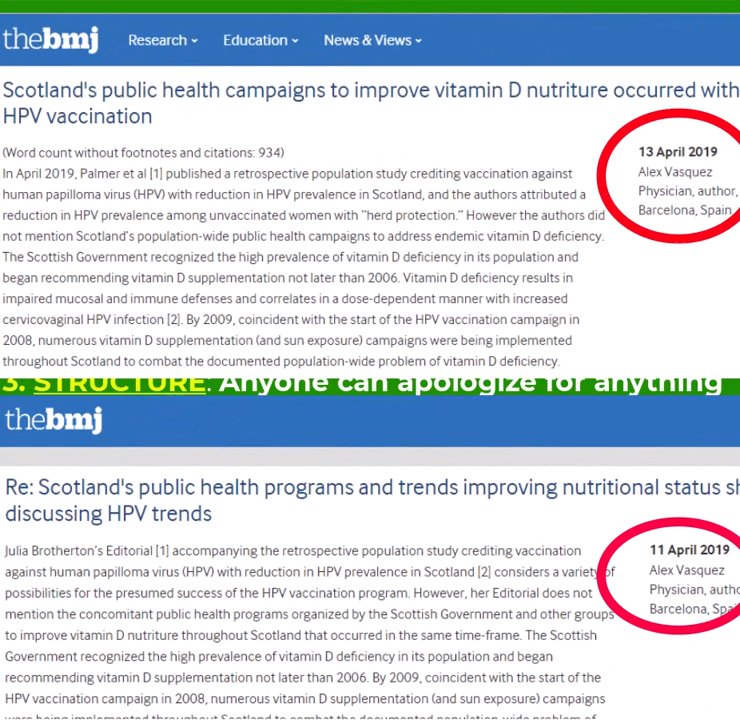 thebmj Research Education News & Views
Scotland's public health campaigns to improve vitamin D nutriture occurred with
HPV vaccination
(Word count without footnotes and citations: 934)
In April 2019, Palmer et al [1] published a retrospective population study crediting vaccination against
human papilloma virus (HPV) with reduction in HPV prevalence in Scotland, and the authors attributed a
reduction in HPV prevalence among unvaccinated women with "herd protection." However the authors did
not mention Scotland's population-wide public health campaigns to address endemic vitamin D deficiency.
The Scottish Government recognized the high prevalence of vitamin D deficiency in its population and
began recommending vitamin D supplementation not later than 2006. Vitamin D deficiency results in
impaired mucosal and immune defenses and correlates in a dose-dependent manner with increased
cervicovaginal HPV infection [2]. By 2009, coincident with the start of the HPV vaccination campaign in
2008, numerous vitamin D supplementation (and sun exposure) campaigns were being implemented
throughout Scotland to combat the documented population-wide problem of vitamin D deficiency.
13 April 2019
Alex Vasquez
Physician, author,
Barcelona, Spain
3. STRUCTURE: Anyone can apologize for anything
thebmj
Re: Scotland's public health programs and trends improving nutritional status sh
discussing HPV trends
Julia Brotherton's Editorial [1] accompanying the retrospective population study crediting vaccination
against human papilloma virus (HPV) with reduction in HPV prevalence in Scotland [2] considers a variety of
possibilities for the presumed success of the HPV vaccination program. However, her Editorial does not
mention the concomitant public health programs organized by the Scottish Government and other groups
to improve vitamin D nutriture throughout Scotland that occurred in the same time-frame. The Scottish
Government recognized the high prevalence of vitamin D deficiency in its population and began
recommending vitamin D supplementation not later than 2006. By 2009, coincident with the start of the
HPV vaccination campaign in 2008, numerous vitamin D supplementation (and sun exposure) campaigns
were being implemented throughout Scotland to combat the documented population-wide problem of
11 April 2019
Alex Vasquez
Physician, autho
Barcelona, Spai